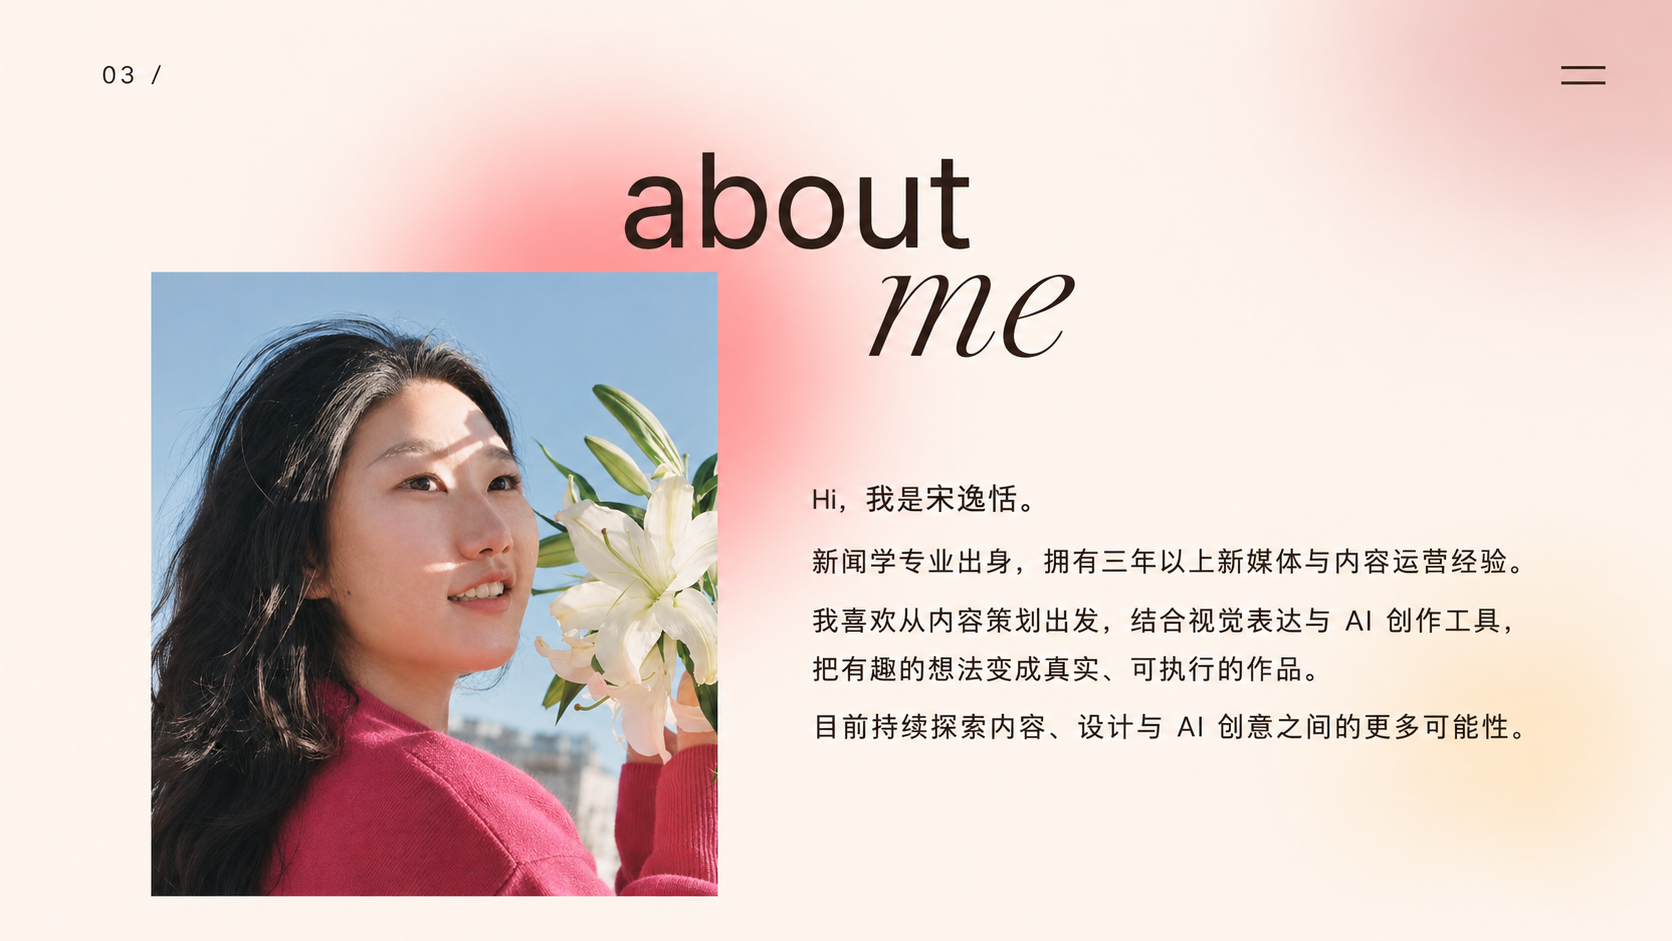 03 /
about
me
Hi，我是宋逸恬。
新闻学专业出身，拥有三年以上新媒体与内容运营经验。
我喜欢从内容策划出发，结合视觉表达与 AI 创作工具，
把有趣的想法变成真实、可执行的作品。
目前持续探索内容、设计与 AI 创意之间的更多可能性。